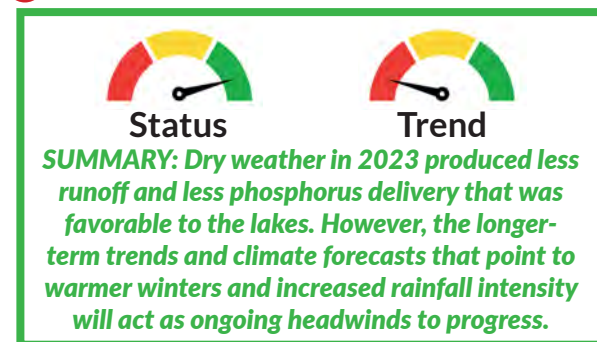 Status
Trend
SUMMARY: Dry weather in 2023 produced less
runoff and less phosphorus delivery that was
favorable to the lakes. However, the longer-
term trends and climate forecasts that point to
warmer winters and increased rainfall intensity
will act as ongoing headwinds to progress.